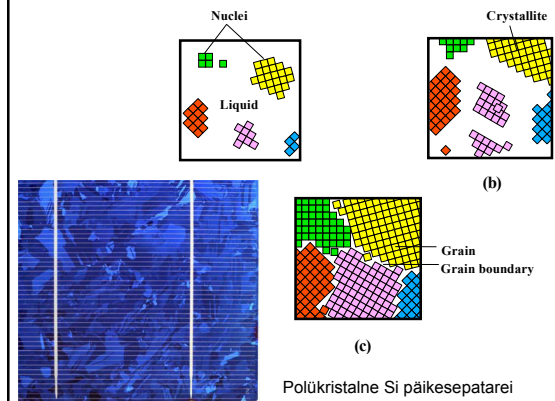 Nuclei
Liquid
Crystallite
(b)
Grain
Grain boundary
(c)
Polükristalne Si päikesepatarei